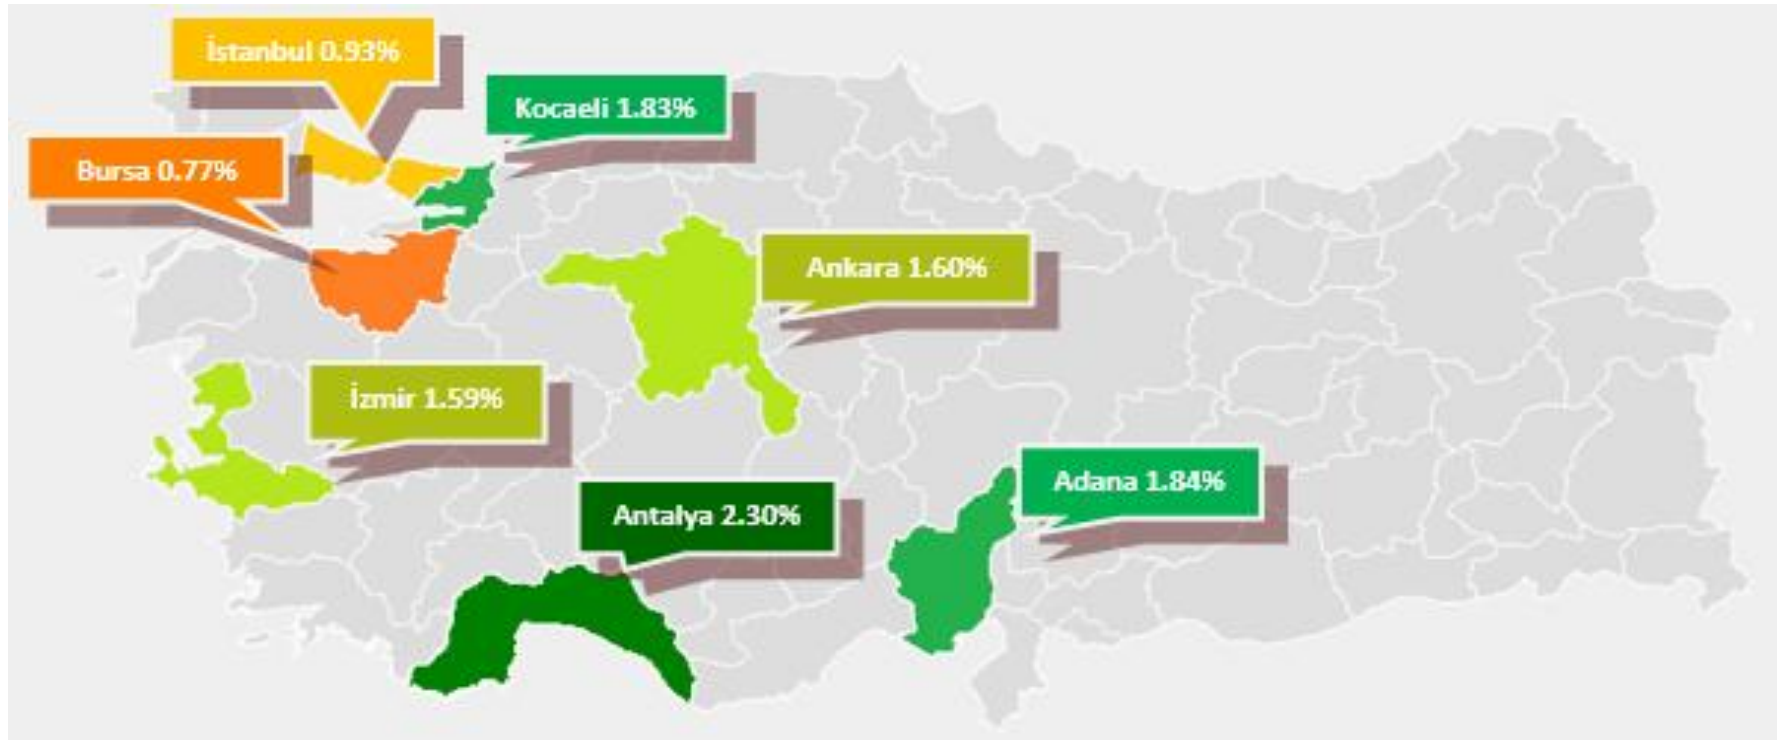 İstanbul 0.93%
Kocaeli 1.83%
Bursa 0.77%
Ankara 1.60%
İzmir 1.59%
Adana 1.84%
Antalya 2.30%